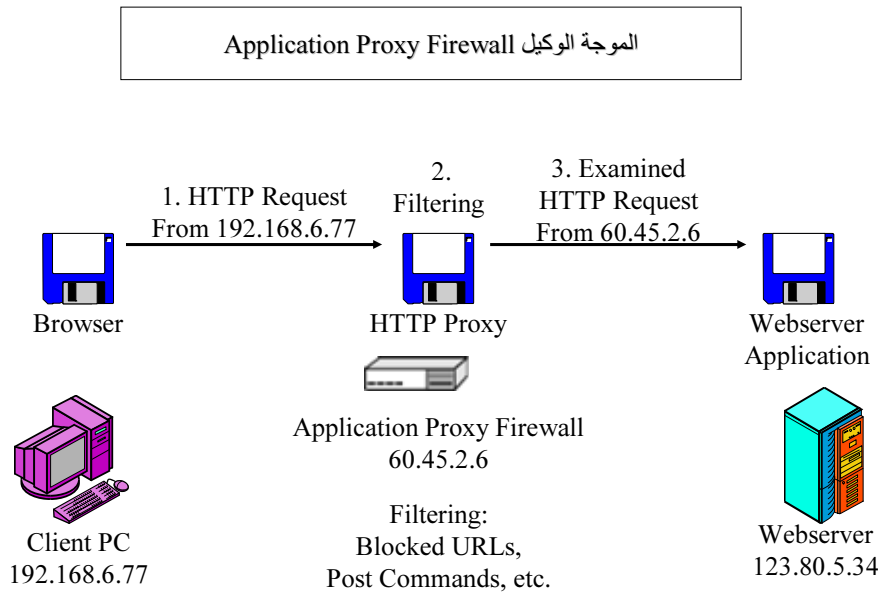 Application Proxy Firewall الموجة الوكيل
1. HTTP Request
From 192.168.6.77
2.
Filtering
3. Examined
HTTP Request
From 60.45.2.6
Browser
HTTP Proxy
Webserver
Application
Application Proxy Firewall
60.45.2.6
Filtering:
Blocked URLs,
Post Commands, etc.
Client PC
192.168.6.77
Webserver
123.80.5.34